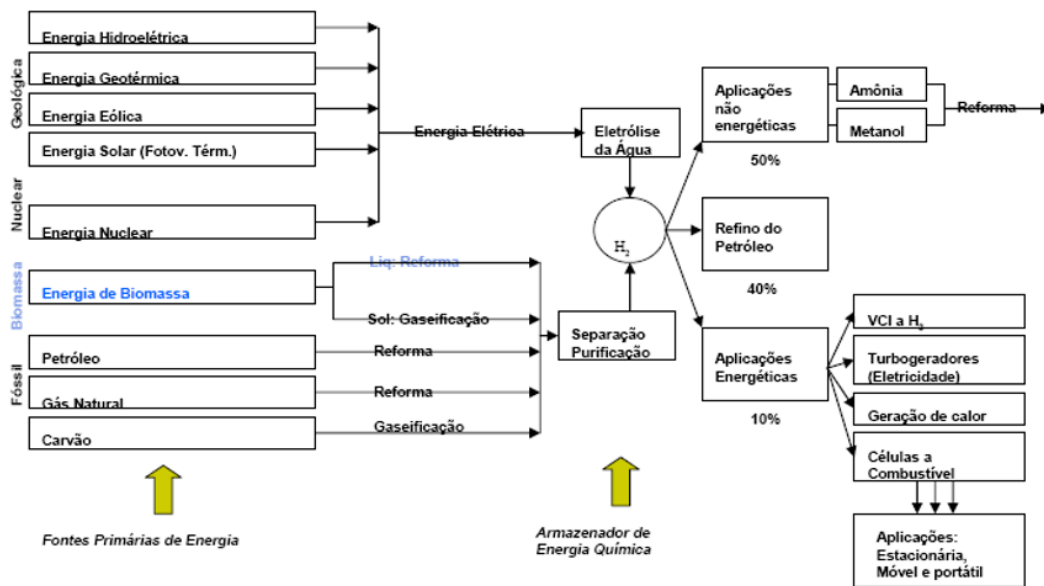 Geológica
Energia Hidroelétrica
Energia Geotérmica
Energia Eólica
Energia Solar (Fotov. Térm.)
Nuclear
Energia Nuclear
Biomassa
Energia de Biomassa
Fóssil
Petróleo
Gás Natural
Carvão
Energia Elétrica
Liq: Reforma
Sol: Gaseificação
Reforma
Reforma
Gaseificação
Eletrólise
da Água
H₂
Separação
Purificação
Aplicações
não
energéticas
50%
Amônia
Metanol
Reforma
Refino do
Petróleo
40%
Aplicações
Energéticas
10%
VCI a H₂
Turbogeradores
(Eletricidade)
Geração de calor
Células a
Combustível
Aplicações:
Estacionária,
Móvel e portátil
Fontes Primárias de Energia
Armazenador de
Energia Química